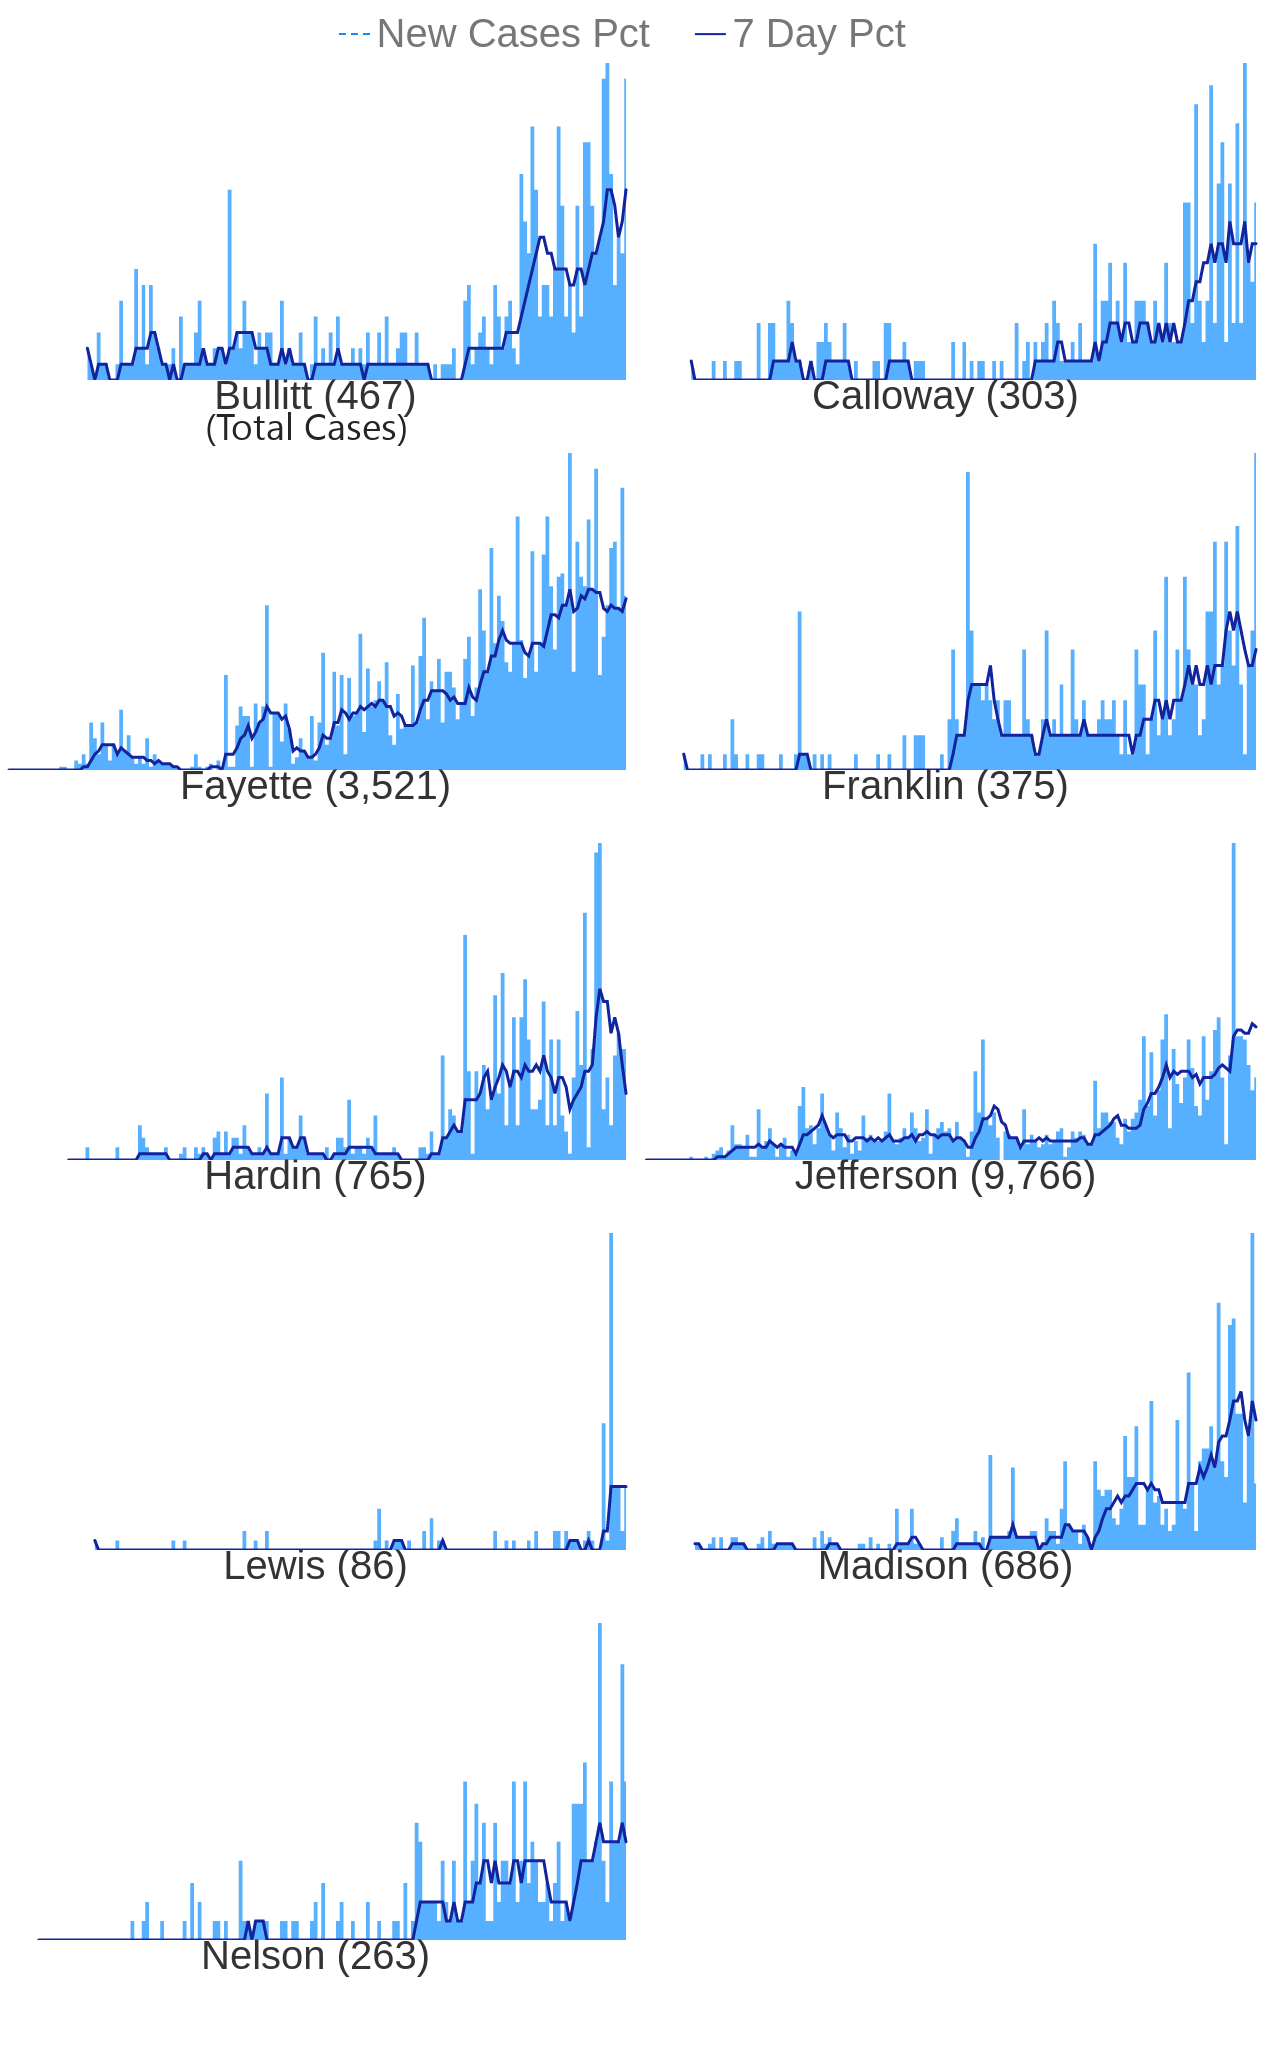 New Cases Pct 7 Day Pct
Bullitt (467) Calloway (303)
(Total Cases)
Fayette (3,521) Franklin (375)
Hardin (765) Jefferson (9,766)
Lewis (86) Madison (686)
Nelson (263)